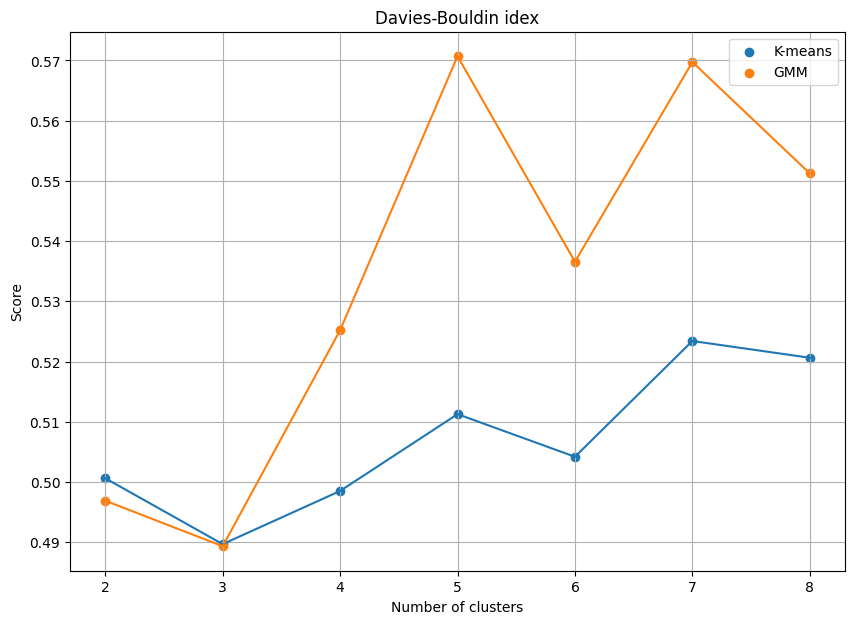 Davies-Bouldin idex
K-means
GMM
0.57
0.56
0.55
0.54
0.53
0.52
0.51
0.50
0.49
Score
2 3 4 5 6 7 8
Number of clusters